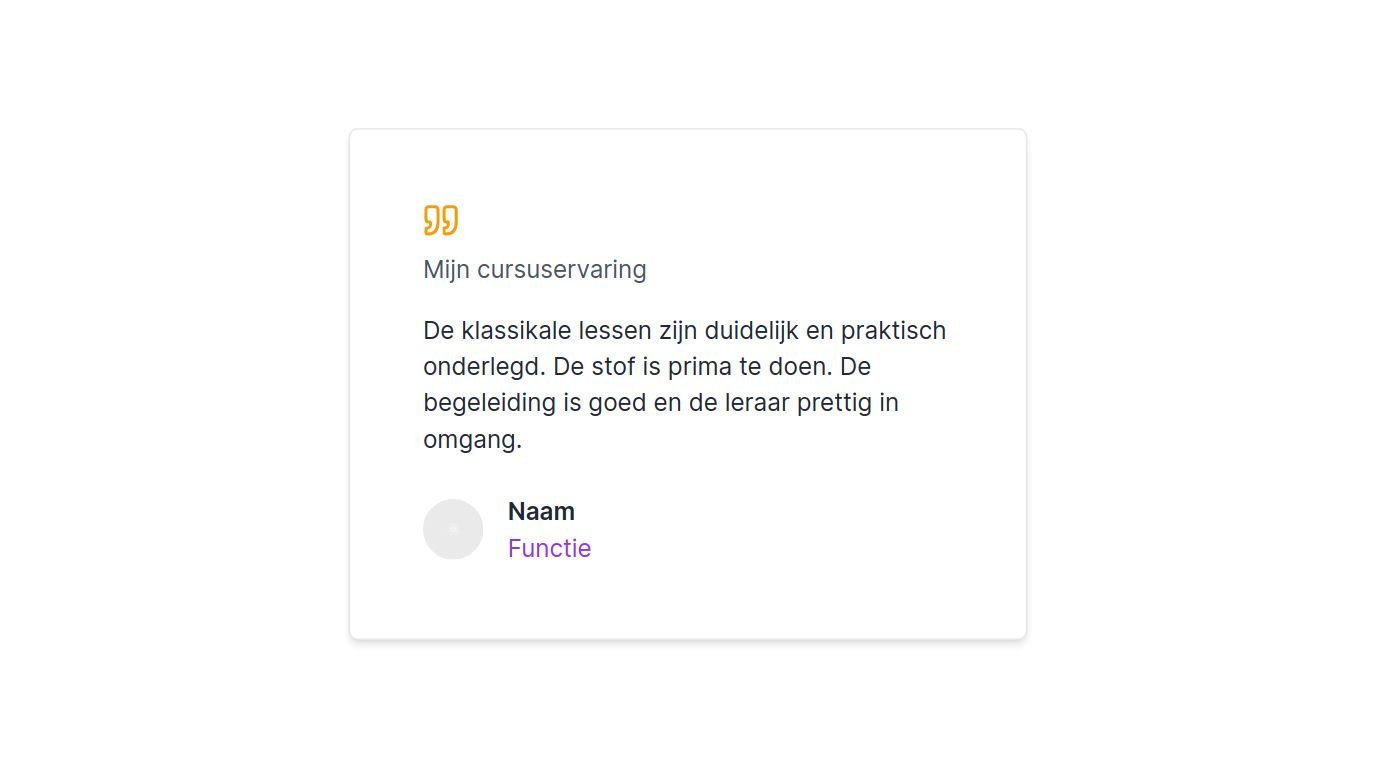 Mijn cursuservaring
De klassikale lessen zijn duidelijk en praktisch
onderlegd. De stof is prima te doen. De
begeleiding is goed en de leraar prettig in
omgang.
Naam
Functie